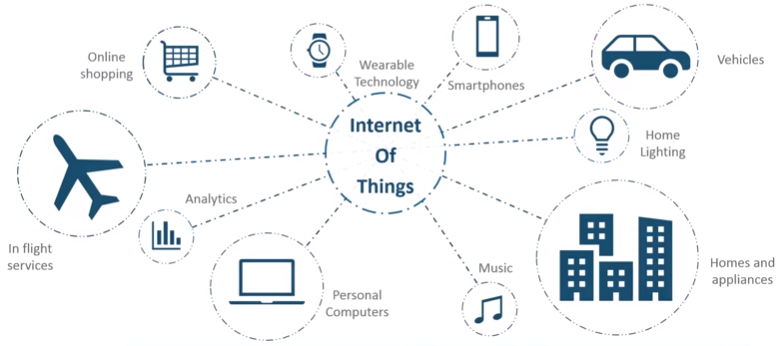 Online
shopping
Wearable
Technology
Smartphones
Vehicles
Internet
Of
Things
Home
Lighting
In flight
services
Analytics
Personal
Computers
Music
Homes and
appliances